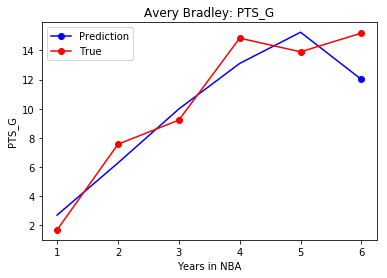 Avery Bradley: PTS_G
Prediction
True
PTS_G
14
12
10
8
6
4
2
1 2 3 4 5 6
Years in NBA